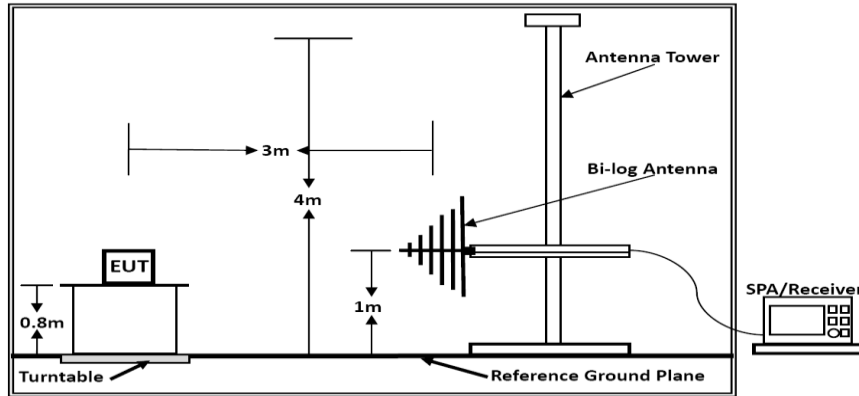 Antenna Tower
3m
Bi-log Antenna
4m
EUT
SPA/Receiver
1m
0.8m
Turntable
Reference Ground Plane